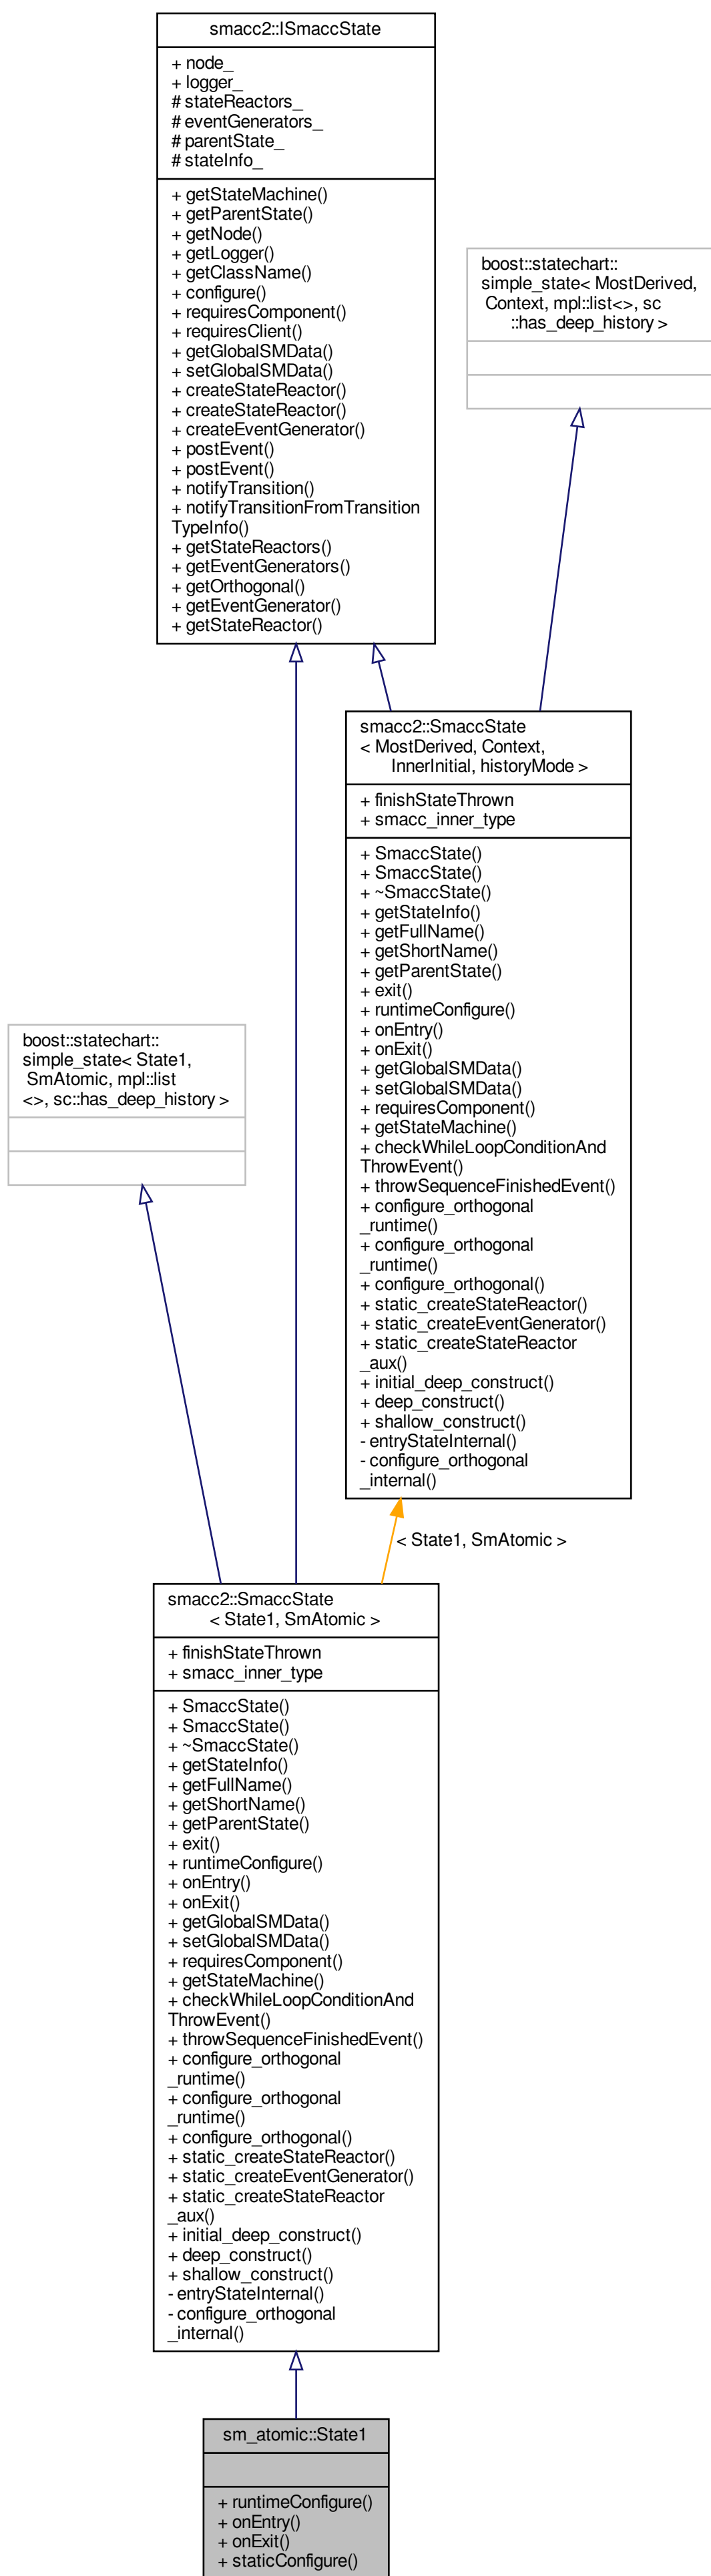 smacc2::ISmaccState
+ node_
+ logger_
# stateReactors_
# eventGenerators_
# parentState_
# stateInfo_
+ getStateMachine()
+ getParentState()
+ getNode()
+ getLogger()
+ getClassName()
+ configure()
+ requiresComponent()
+ requiresClient()
+ getGlobalSMData()
+ setGlobalSMData()
+ createStateReactor()
+ createStateReactor()
+ createEventGenerator()
+ postEvent()
+ postEvent()
+ notifyTransition()
+ notifyTransitionFromTransition
TypeInfo()
+ getStateReactors()
+ getEventGenerators()
+ getOrthogonal()
+ getEventGenerator()
+ getStateReactor()
boost::statechart::
simple_state< MostDerived,
Context, mpl::list<>, sc
::has_deep_history >
smacc2::SmaccState
< MostDerived, Context,
InnerInitial, historyMode >
+ finishStateThrown
+ smacc_inner_type
+ SmaccState()
+ SmaccState()
+ ~SmaccState()
+ getStateInfo()
+ getFullName()
+ getShortName()
+ getParentState()
+ exit()
+ runtimeConfigure()
+ onEntry()
+ onExit()
+ getGlobalSMData()
+ setGlobalSMData()
+ requiresComponent()
+ getStateMachine()
+ checkWhileLoopConditionAnd
ThrowEvent()
+ throwSequenceFinishedEvent()
+ configure_orthogonal
_runtime()
+ configure_orthogonal
_runtime()
+ configure_orthogonal()
+ static_createStateReactor()
+ static_createEventGenerator()
+ static_createStateReactor
_aux()
+ initial_deep_construct()
+ deep_construct()
+ shallow_construct()
- entryStateInternal()
- configure_orthogonal
_internal()
boost::statechart::
simple_state< State1,
SmAtomic, mpl::list
<>, sc::has_deep_history >
< State1, SmAtomic >
smacc2::SmaccState
< State1, SmAtomic >
+ finishStateThrown
+ smacc_inner_type
+ SmaccState()
+ SmaccState()
+ ~SmaccState()
+ getStateInfo()
+ getFullName()
+ getShortName()
+ getParentState()
+ exit()
+ runtimeConfigure()
+ onEntry()
+ onExit()
+ getGlobalSMData()
+ setGlobalSMData()
+ requiresComponent()
+ getStateMachine()
+ checkWhileLoopConditionAnd
ThrowEvent()
+ throwSequenceFinishedEvent()
+ configure_orthogonal
_runtime()
+ configure_orthogonal
_runtime()
+ configure_orthogonal()
+ static_createStateReactor()
+ static_createEventGenerator()
+ static_createStateReactor
_aux()
+ initial_deep_construct()
+ deep_construct()
+ shallow_construct()
- entryStateInternal()
- configure_orthogonal
_internal()
sm_atomic::State1
+ runtimeConfigure()
+ onEntry()
+ onExit()
+ staticConfigure()